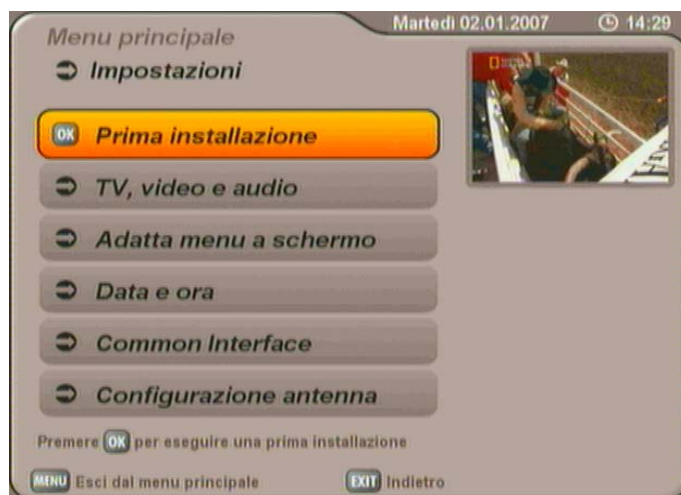 Menu principale
Martedì 02.01.2007 14:29
Impostazioni
OK Prima installazione
TV, video e audio
Adatta menu a schermo
Data e ora
Common Interface
Configurazione antenna
Premere OK per eseguire una prima installazione
MENU Esci dal menu principale EXIT Indietro